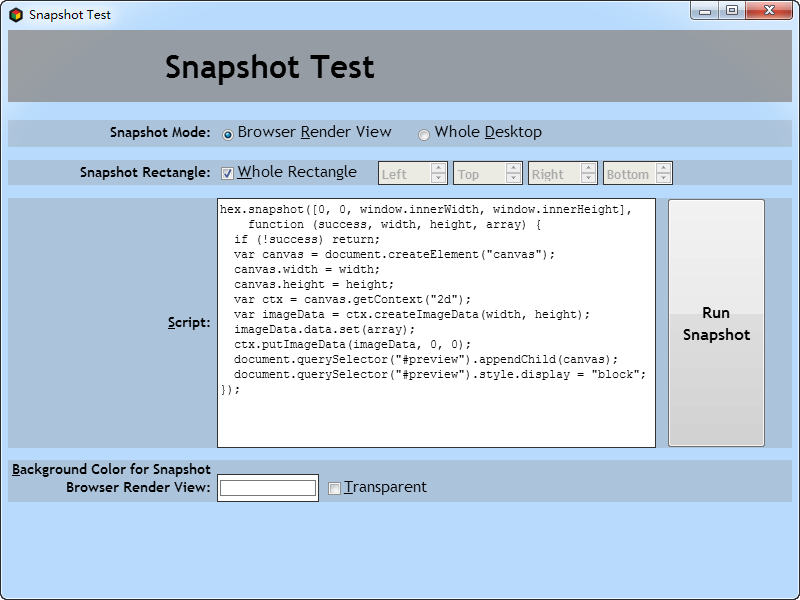 Snapshot Test
Snapshot Test
Snapshot Mode: Browser Render View Whole Desktop
Snapshot Rectangle: Whole Rectangle Left Top Right Bottom
hex.snapshot([0, 0, window.innerWidth, window.innerHeight],
    function (success, width, height, array) {
  if (!success) return;
  var canvas = document.createElement("canvas");
  canvas.width = width;
  canvas.height = height;
  var ctx = canvas.getContext("2d");
  var imageData = ctx.createImageData(width, height);
  imageData.data.set(array);
  ctx.putImageData(imageData, 0, 0);
  document.querySelector("#preview").appendChild(canvas);
  document.querySelector("#preview").style.display = "block";
});
Script:
Run
Snapshot
Background Color for Snapshot
Browser Render View: Transparent